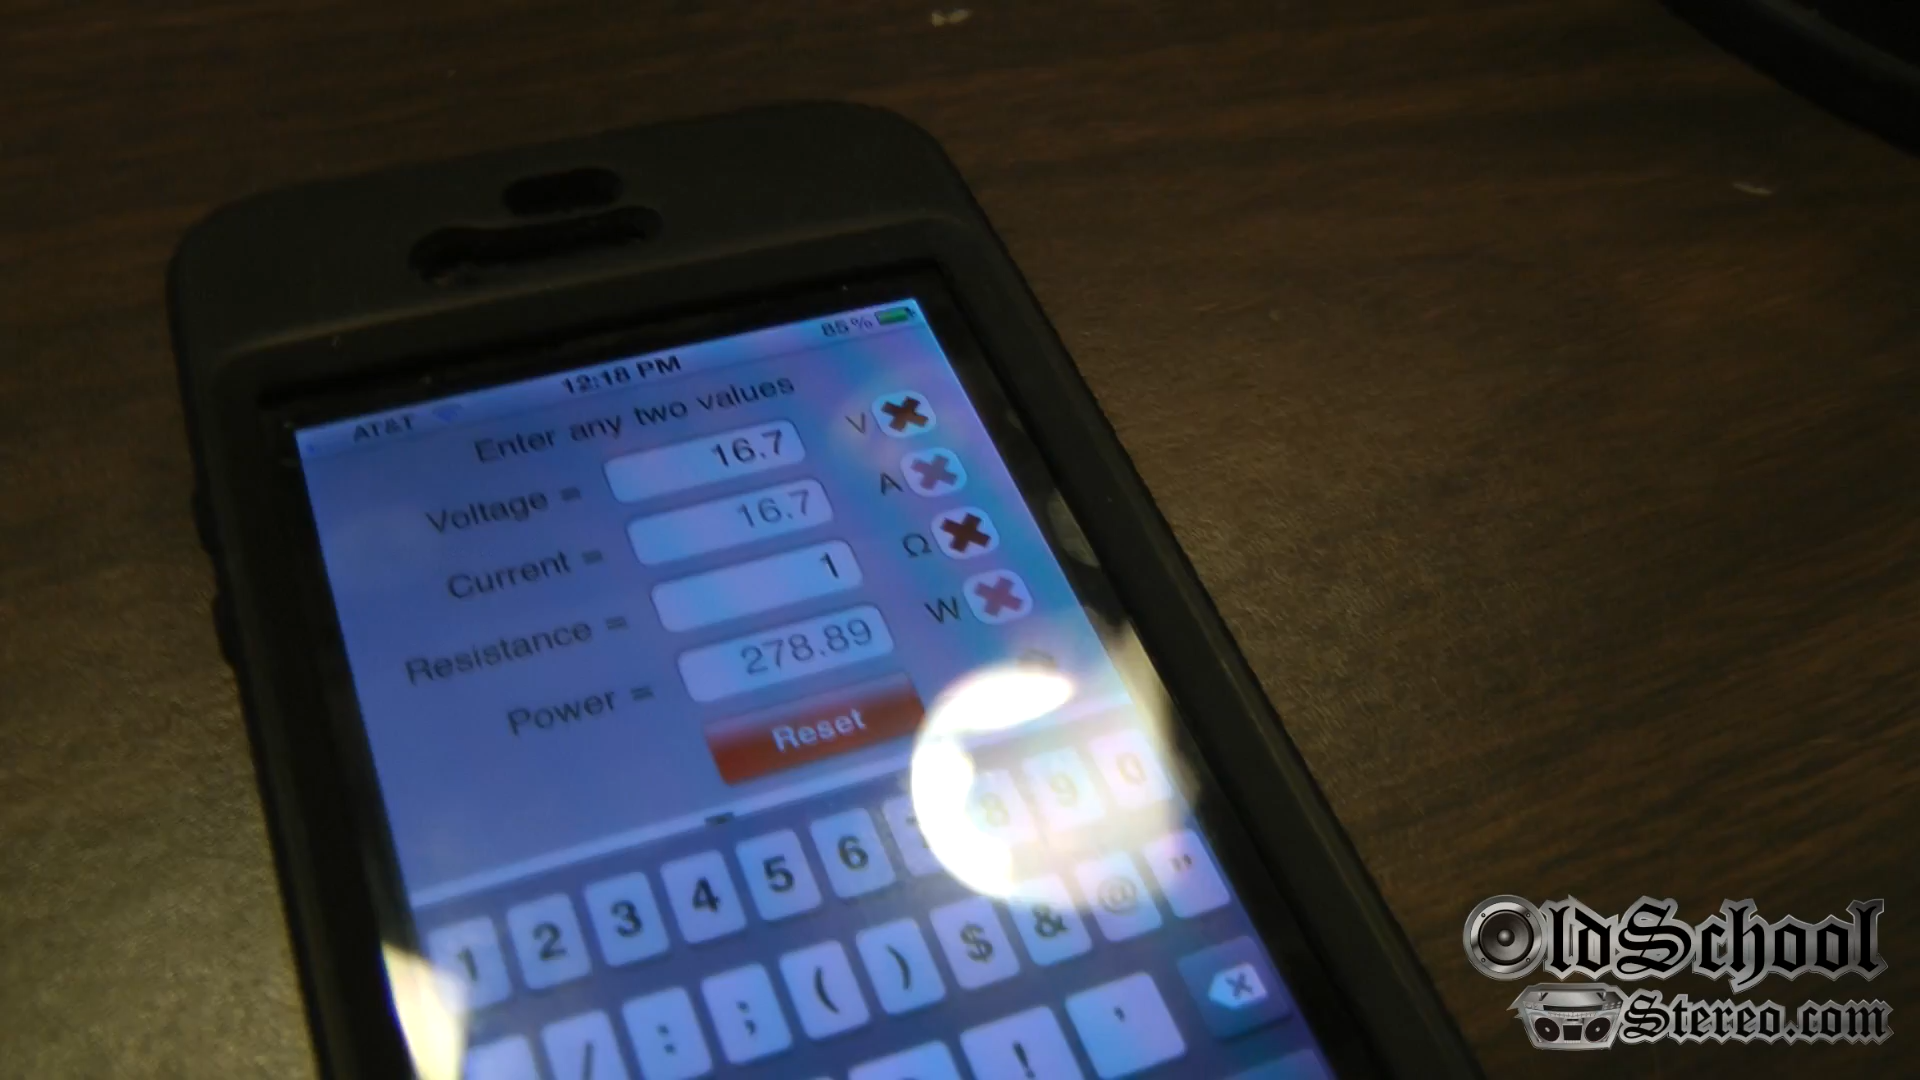 AT&T 12:18 PM 85%
Enter any two values
Voltage = 16.7 V
Current = 16.7 A
Resistance = 1 Ω
Power = 278.89 W
Reset
1 2 3 4 5 6 8 9 0
/ : ; ( ) $ & @ "
! '
OldSchool
Stereo.com